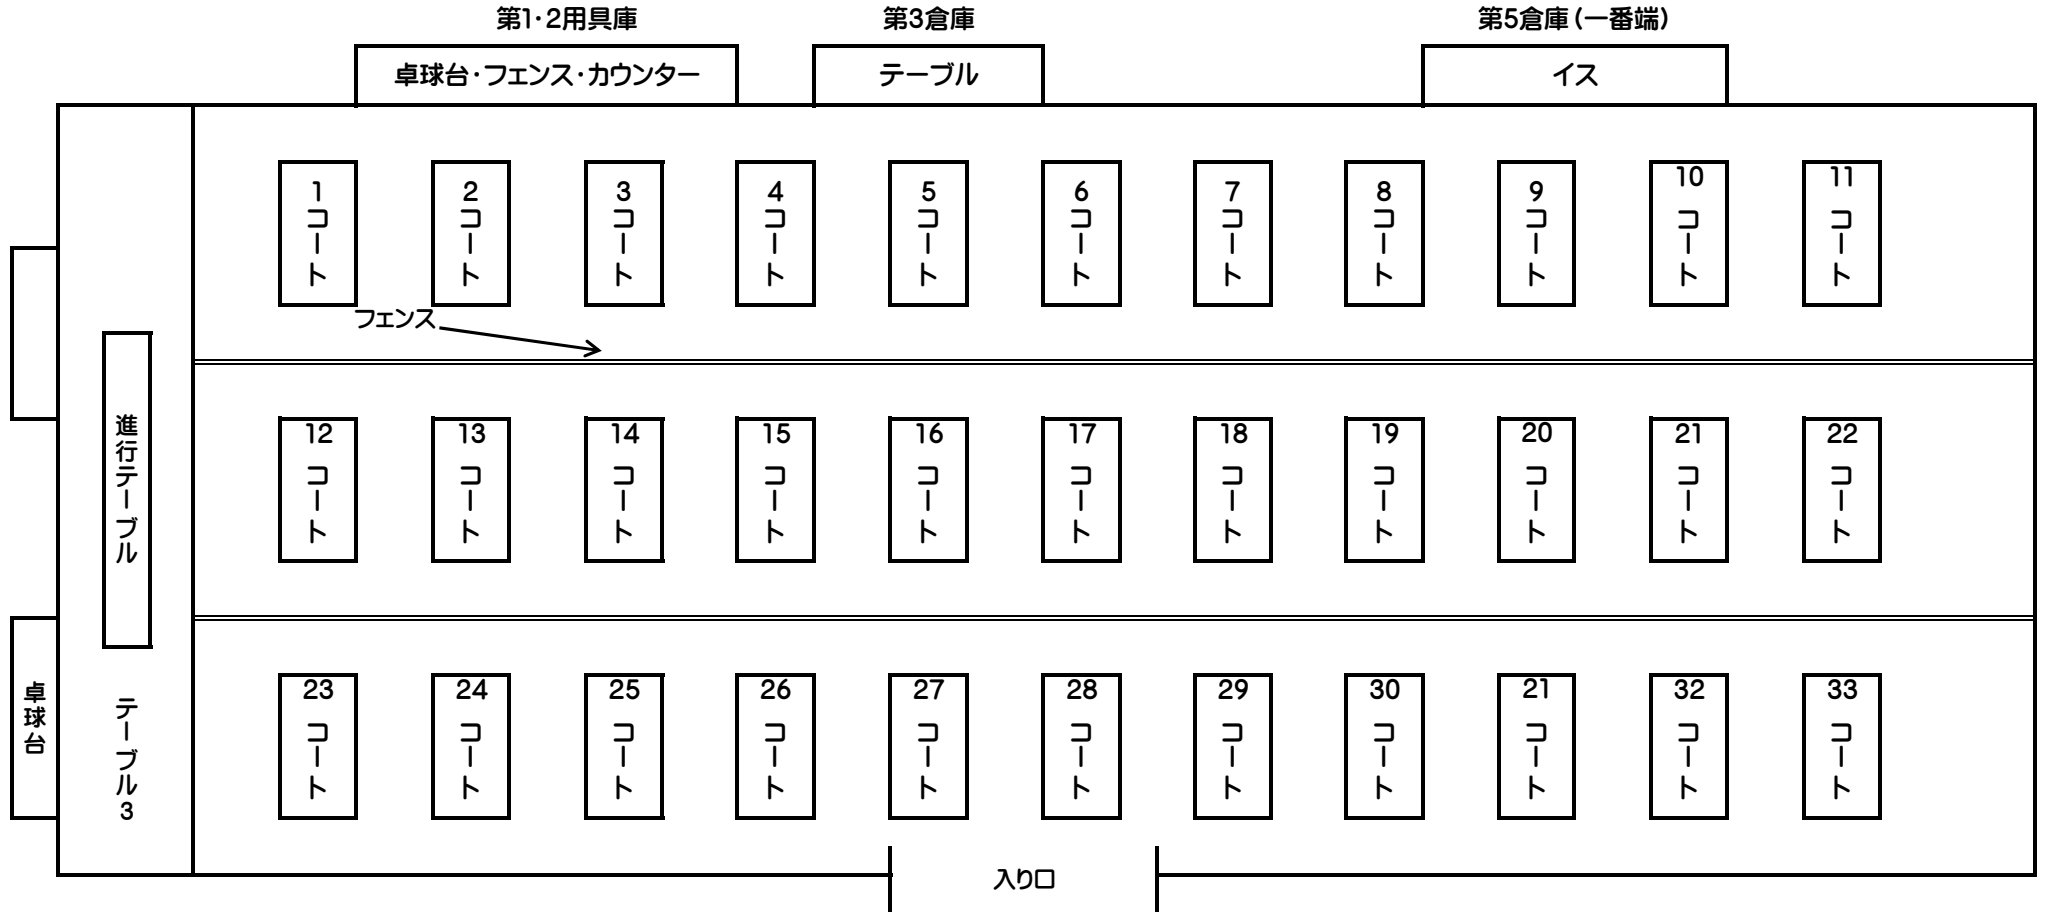 第1・2用具庫
第3倉庫
第5倉庫（一番端）
卓球台・フェンス・カウンター
テーブル
イス
1コート
2コート
3コート
4コート
5コート
6コート
7コート
8コート
9コート
10コート
11コート
フェンス
進行テーブル
12コート
13コート
14コート
15コート
16コート
17コート
18コート
19コート
20コート
21コート
22コート
卓球台
テーブル3
23コート
24コート
25コート
26コート
27コート
28コート
29コート
30コート
21コート
32コート
33コート
入り口